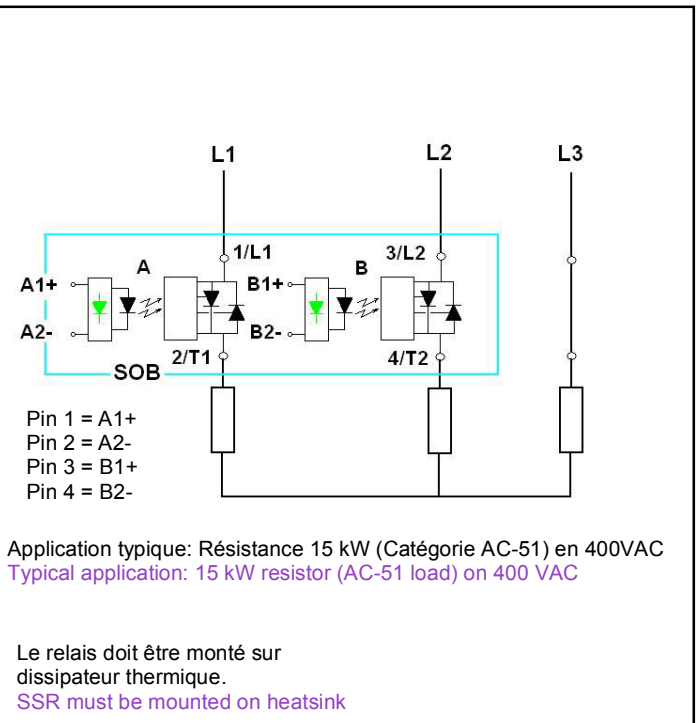 L1 L2 L3
1/L1 3/L2
A B
A1+ B1+
A2- B2-
2/T1 4/T2
SOB
Pin 1 = A1+
Pin 2 = A2-
Pin 3 = B1+
Pin 4 = B2-
Application typique: Résistance 15 kW (Catégorie AC-51) en 400VAC
Typical application: 15 kW resistor (AC-51 load) on 400 VAC
Le relais doit être monté sur
dissipateur thermique.
SSR must be mounted on heatsink